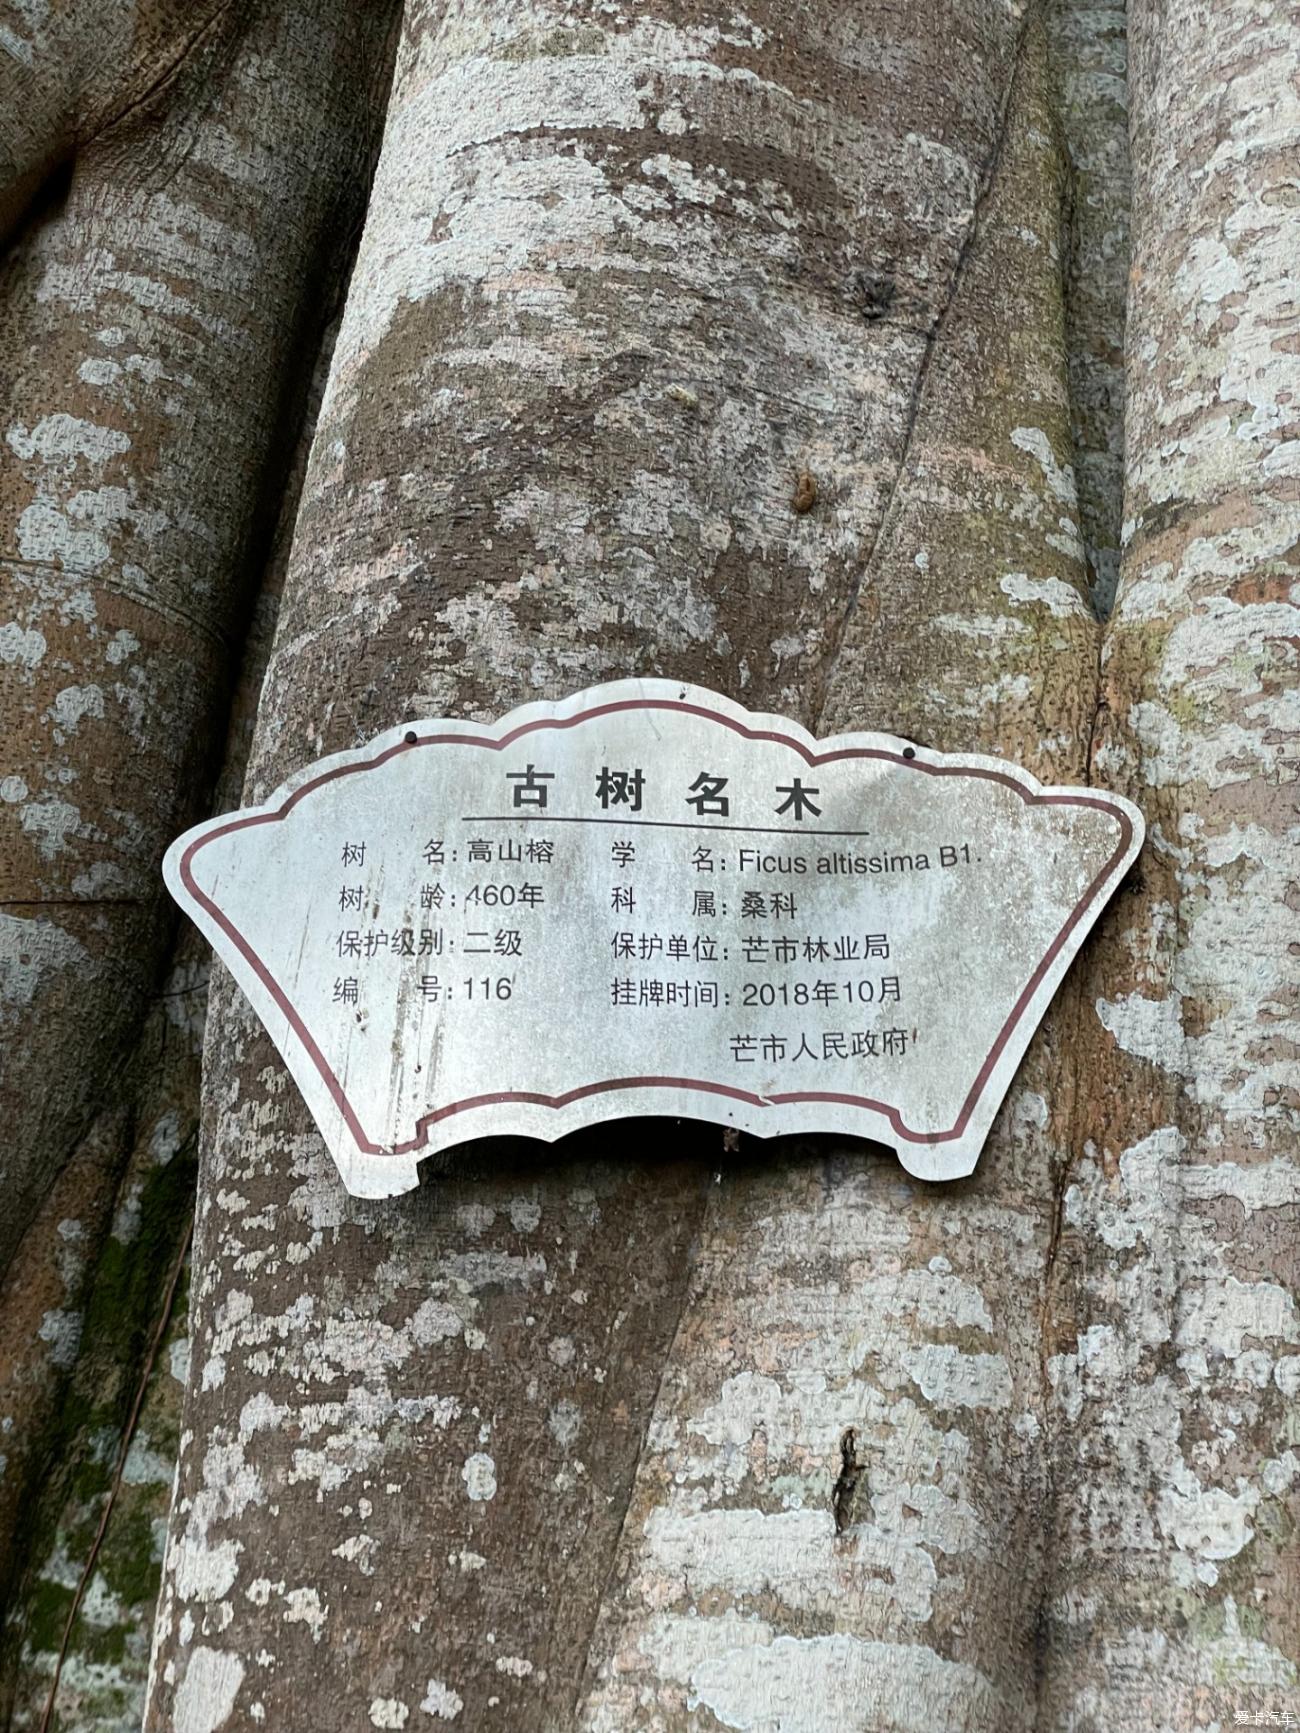 古树名木
树名：高山榕 学名：Ficus altissima B1.
树龄：460年 科属：桑科
保护级别：二级 保护单位：芒市林业局
编号：116 挂牌时间：2018年10月
芒市人民政府
爱卡汽车